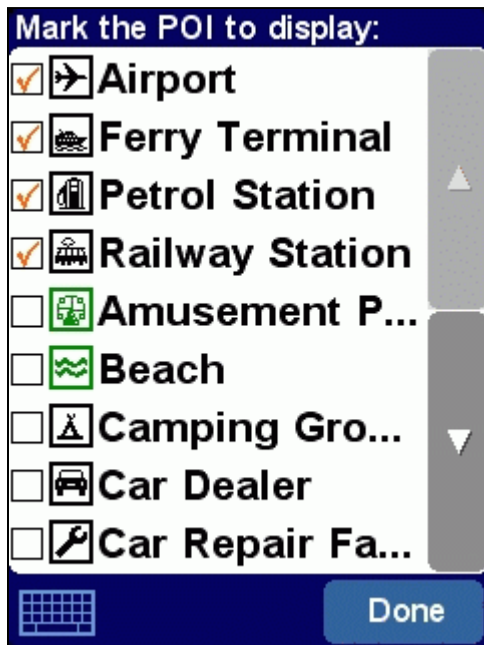 Mark the POI to display:
Airport
Ferry Terminal
Petrol Station
Railway Station
Amusement P...
Beach
Camping Gro...
Car Dealer
Car Repair Fa...
Done